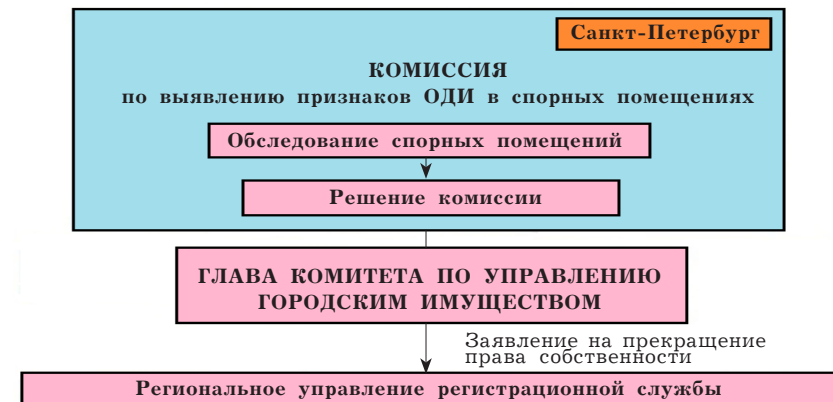 Санкт-Петербург
КОМИССИЯ
по выявлению признаков ОДИ в спорных помещениях
Обследование спорных помещений
Решение комиссии
ГЛАВА КОМИТЕТА ПО УПРАВЛЕНИЮ
ГОРОДСКИМ ИМУЩЕСТВОМ
Заявление на прекращение
права собственности
Региональное управление регистрационной службы